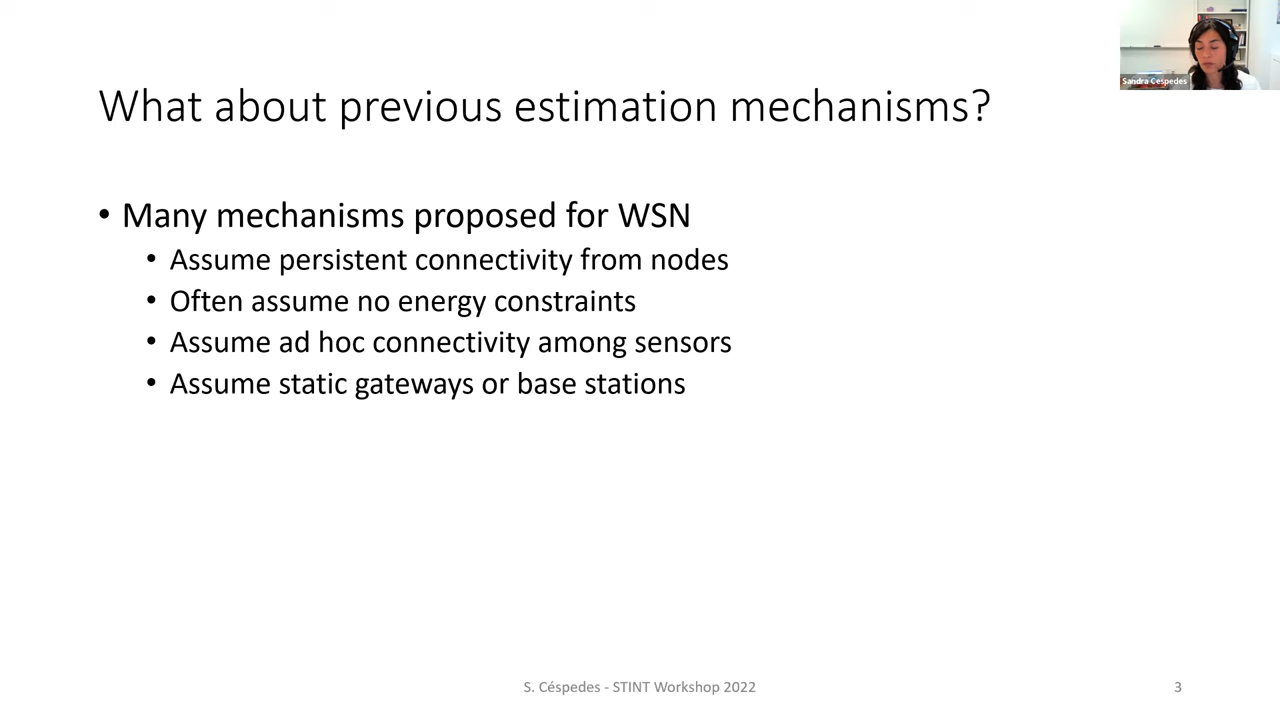 Sandra Cespedes
What about previous estimation mechanisms?
• Many mechanisms proposed for WSN
• Assume persistent connectivity from nodes
• Often assume no energy constraints
• Assume ad hoc connectivity among sensors
• Assume static gateways or base stations
S. Céspedes - STINT Workshop 2022
3